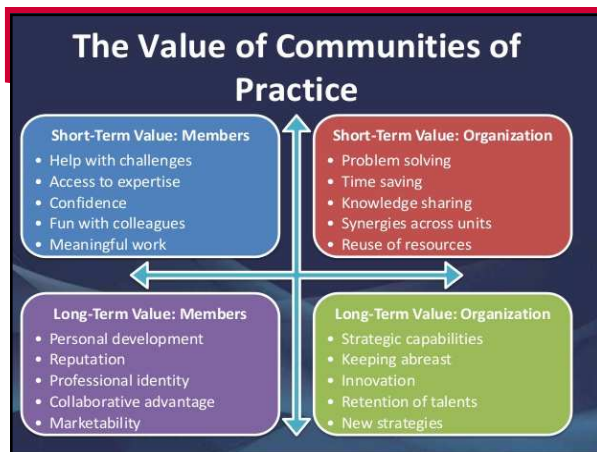 The Value of Communities of
Practice
Short-Term Value: Members
• Help with challenges
• Access to expertise
• Confidence
• Fun with colleagues
• Meaningful work
Short-Term Value: Organization
• Problem solving
• Time saving
• Knowledge sharing
• Synergies across units
• Reuse of resources
Long-Term Value: Members
• Personal development
• Reputation
• Professional identity
• Collaborative advantage
• Marketability
Long-Term Value: Organization
• Strategic capabilities
• Keeping abreast
• Innovation
• Retention of talents
• New strategies